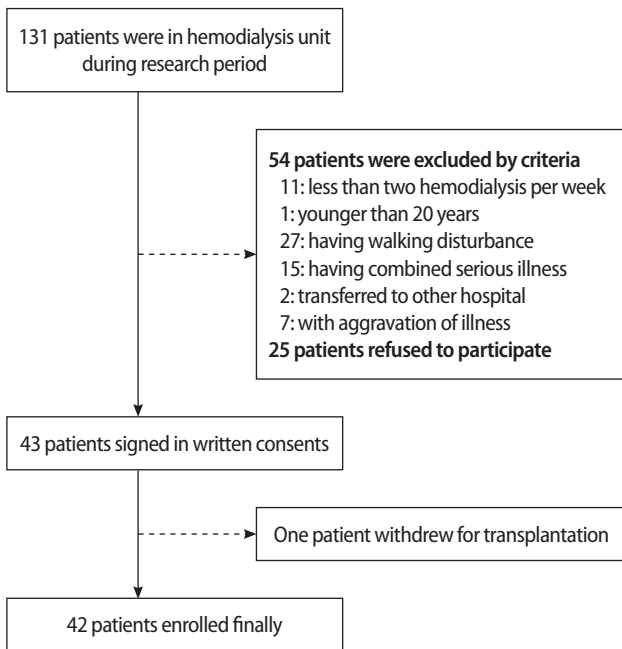 131 patients were in hemodialysis unit
during research period
54 patients were excluded by criteria
11: less than two hemodialysis per week
1: younger than 20 years
27: having walking disturbance
15: having combined serious illness
2: transferred to other hospital
7: with aggravation of illness
25 patients refused to participate
43 patients signed in written consents
One patient withdrew for transplantation
42 patients enrolled finally